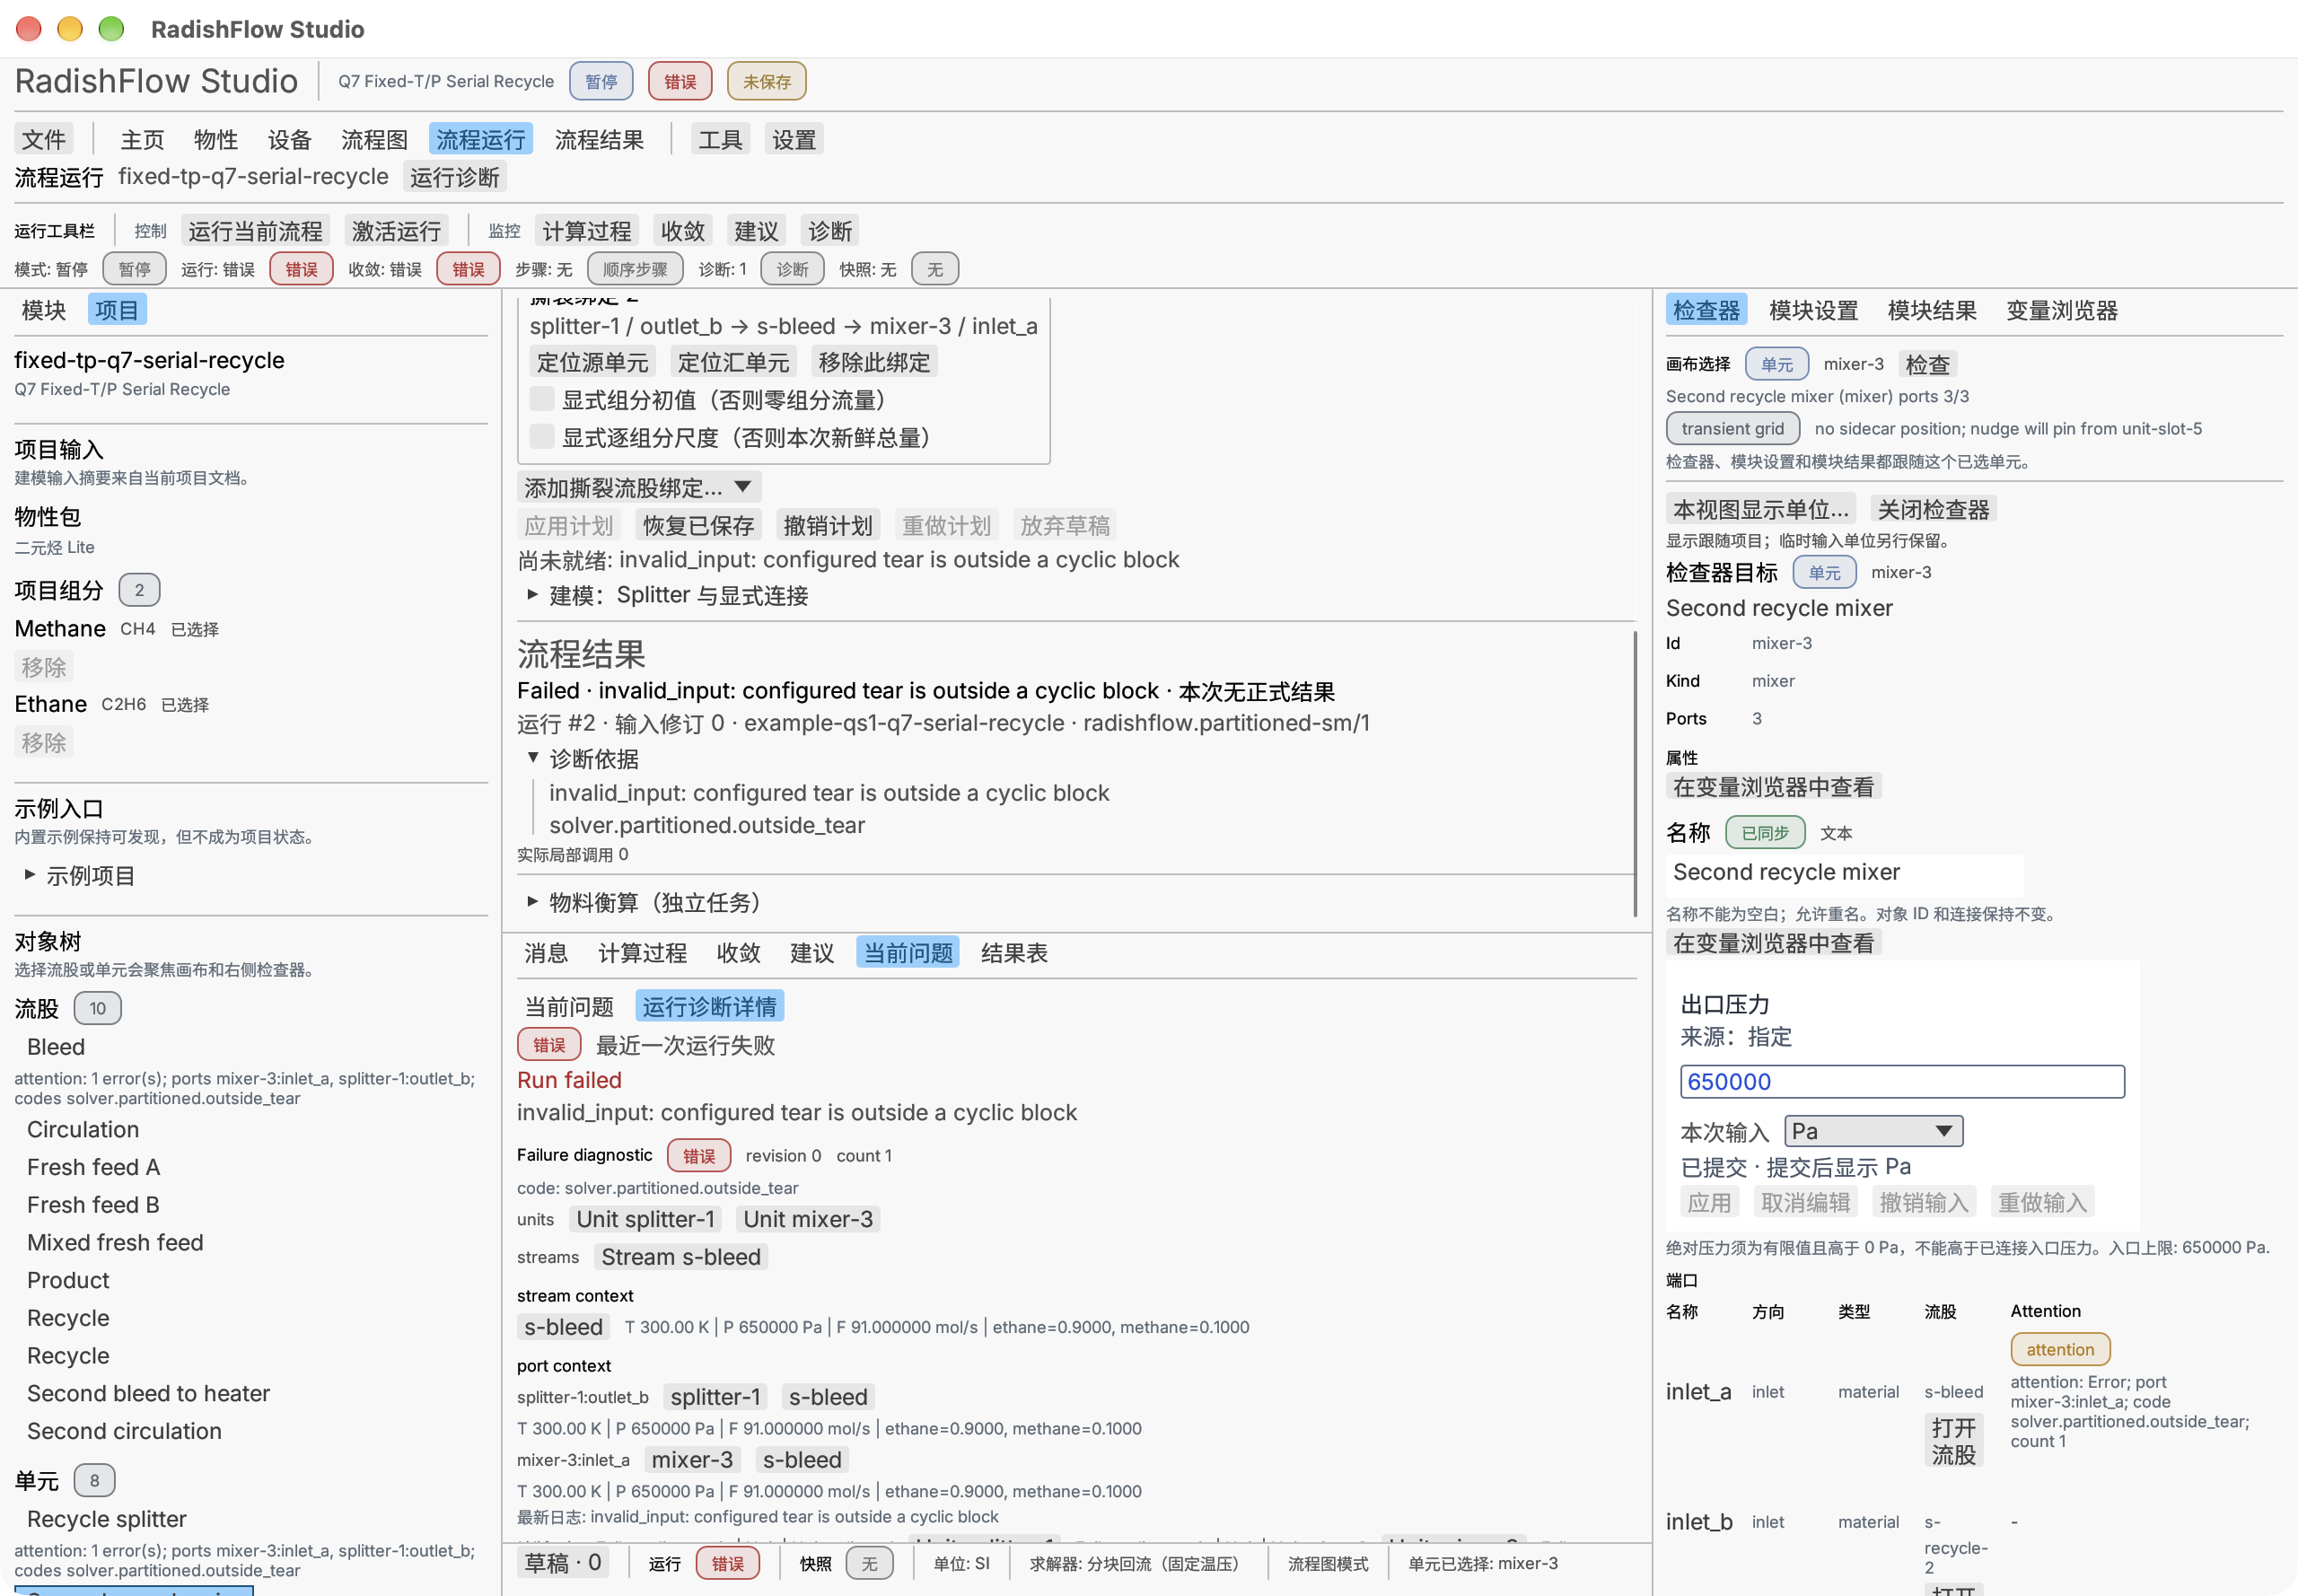 RadishFlow Studio
RadishFlow Studio Q7 Fixed-T/P Serial Recycle 暂停 错误 未保存
文件 主页 物性 设备 流程图 流程运行 流程结果 工具 设置
流程运行 fixed-tp-q7-serial-recycle 运行诊断
运行工具栏 控制 运行当前流程 激活运行 监控 计算过程 收敛 建议 诊断
模式: 暂停 暂停 运行: 错误 错误 收敛: 错误 错误 步骤: 无 顺序步骤 诊断: 1 诊断 快照: 无 无
模块 项目
fixed-tp-q7-serial-recycle
Q7 Fixed-T/P Serial Recycle
项目输入
建模输入摘要来自当前项目文档。
物性包
二元烃 Lite
项目组分 2
Methane CH4 已选择
移除
Ethane C2H6 已选择
移除
示例入口
内置示例保持可发现，但不成为项目状态。
▶ 示例项目
对象树
选择流股或单元会聚焦画布和右侧检查器。
流股 10
Bleed
attention: 1 error(s); ports mixer-3:inlet_a, splitter-1:outlet_b;
codes solver.partitioned.outside_tear
Circulation
Fresh feed A
Fresh feed B
Mixed fresh feed
Product
Recycle
Recycle
Second bleed to heater
Second circulation
单元 8
Recycle splitter
attention: 1 error(s); ports mixer-3:inlet_a, splitter-1:outlet_b;
codes solver.partitioned.outside_tear
撕裂绑定 2
splitter-1 / outlet_b → s-bleed → mixer-3 / inlet_a
定位源单元 定位汇单元 移除此绑定
显式组分初值（否则零组分流量）
显式逐组分尺度（否则本次新鲜总量）
添加撕裂流股绑定... ▼
应用计划 恢复已保存 撤销计划 重做计划 放弃草稿
尚未就绪: invalid_input: configured tear is outside a cyclic block
▶ 建模：Splitter 与显式连接
流程结果
Failed · invalid_input: configured tear is outside a cyclic block · 本次无正式结果
运行 #2 · 输入修订 0 · example-qs1-q7-serial-recycle · radishflow.partitioned-sm/1
▼ 诊断依据
invalid_input: configured tear is outside a cyclic block
solver.partitioned.outside_tear
实际局部调用 0
▶ 物料衡算（独立任务）
消息 计算过程 收敛 建议 当前问题 结果表
当前问题 运行诊断详情
错误 最近一次运行失败
Run failed
invalid_input: configured tear is outside a cyclic block
Failure diagnostic 错误 revision 0 count 1
code: solver.partitioned.outside_tear
units Unit splitter-1 Unit mixer-3
streams Stream s-bleed
stream context
s-bleed T 300.00 K | P 650000 Pa | F 91.000000 mol/s | ethane=0.9000, methane=0.1000
port context
splitter-1:outlet_b splitter-1 s-bleed
T 300.00 K | P 650000 Pa | F 91.000000 mol/s | ethane=0.9000, methane=0.1000
mixer-3:inlet_a mixer-3 s-bleed
T 300.00 K | P 650000 Pa | F 91.000000 mol/s | ethane=0.9000, methane=0.1000
最新日志: invalid_input: configured tear is outside a cyclic block
草稿 · 0 运行 错误 快照 无 单位: SI 求解器: 分块回流（固定温压） 流程图模式 单元已选择: mixer-3
检查器 模块设置 模块结果 变量浏览器
画布选择 单元 mixer-3 检查
Second recycle mixer (mixer) ports 3/3
transient grid no sidecar position; nudge will pin from unit-slot-5
检查器、模块设置和模块结果都跟随这个已选单元。
本视图显示单位... 关闭检查器
显示跟随项目；临时输入单位另行保留。
检查器目标 单元 mixer-3
Second recycle mixer
Id mixer-3
Kind mixer
Ports 3
属性
在变量浏览器中查看
名称 已同步 文本
Second recycle mixer
名称不能为空白；允许重名。对象 ID 和连接保持不变。
在变量浏览器中查看
出口压力
来源：指定
650000
本次输入 Pa ▼
已提交 · 提交后显示 Pa
应用 取消编辑 撤销输入 重做输入
绝对压力须为有限值且高于 0 Pa，不能高于已连接入口压力。入口上限: 650000 Pa.
端口
名称 方向 类型 流股 Attention
attention
inlet_a inlet material s-bleed attention: Error; port
mixer-3:inlet_a; code
solver.partitioned.outside_tear;
count 1
打开
流股
inlet_b inlet material s-
recycle-
2
-
打开